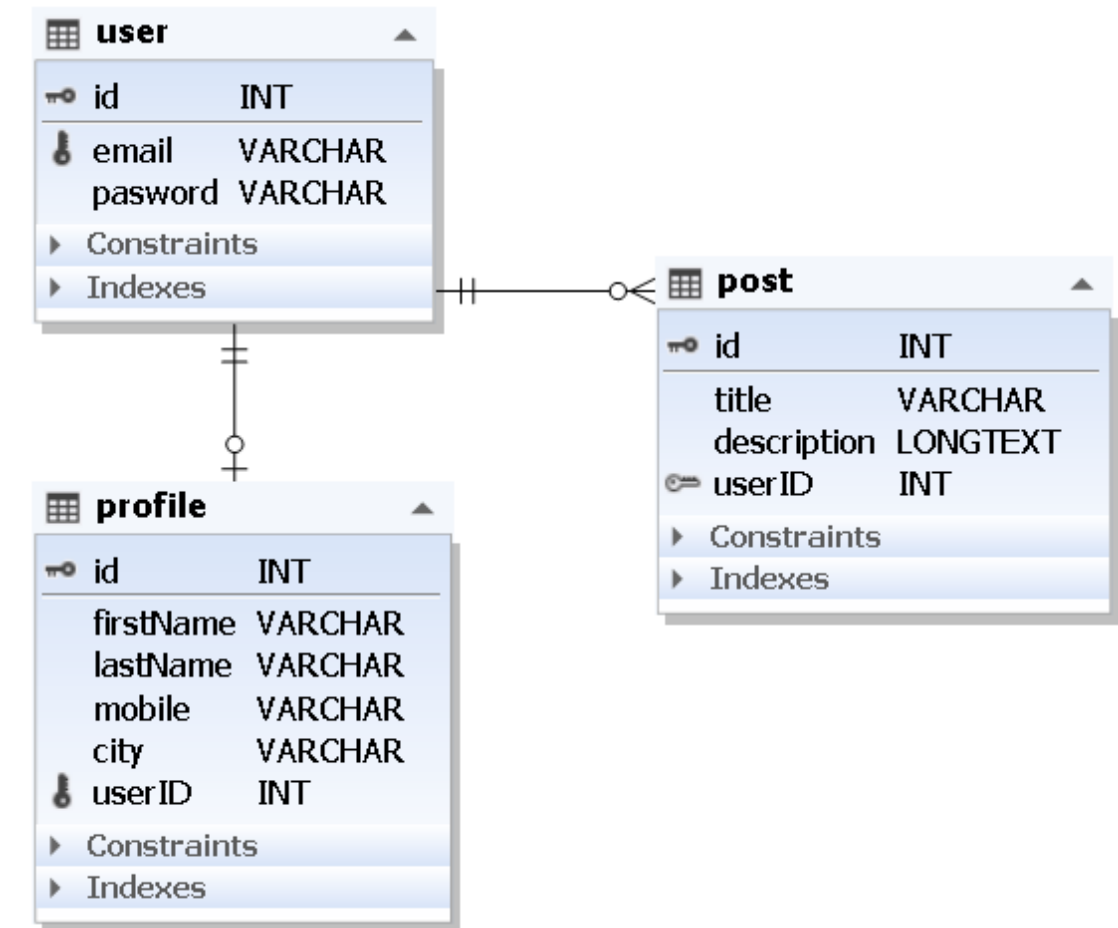 user
id INT
email VARCHAR
pasword VARCHAR
Constraints
Indexes
post
id INT
title VARCHAR
description LONGTEXT
userID INT
Constraints
Indexes
profile
id INT
firstName VARCHAR
lastName VARCHAR
mobile VARCHAR
city VARCHAR
userID INT
Constraints
Indexes